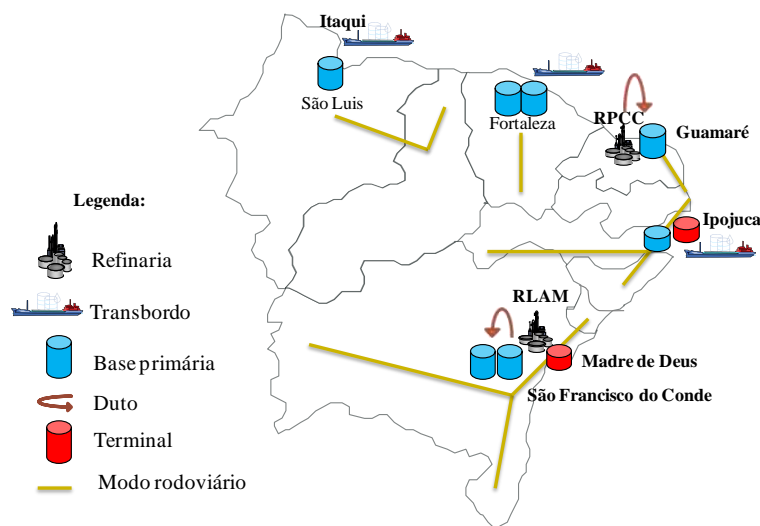 Itaqui
São Luis
Fortaleza
RPCC
Guamaré
Ipojuca
RLAM
Madre de Deus
São Francisco do Conde
Legenda:
Refinaria
Transbordo
Base primária
Duto
Terminal
Modo rodoviário